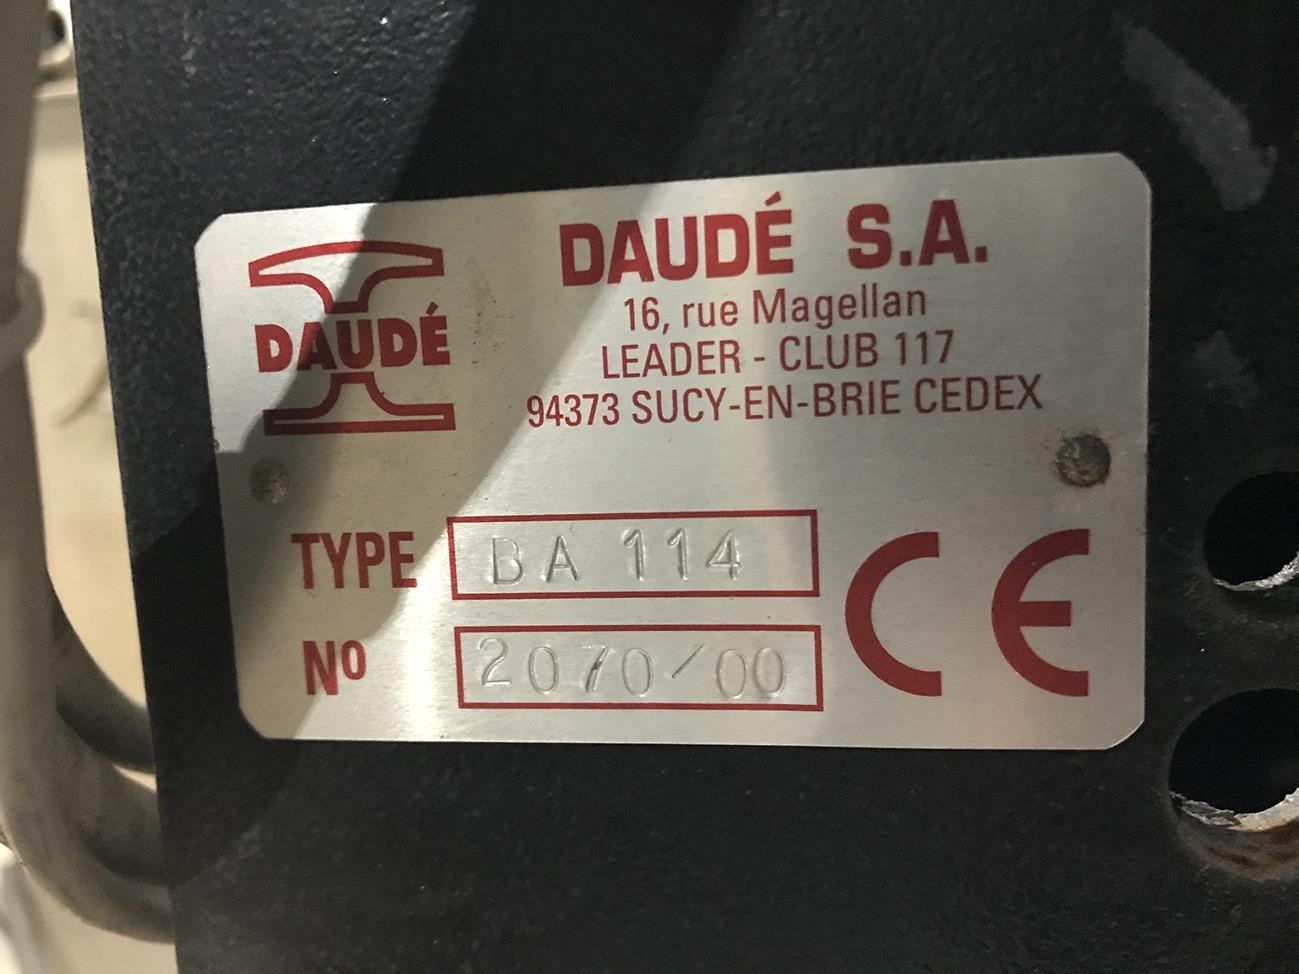 DAUDÉ
DAUDÉ S.A.
16, rue Magellan
LEADER - CLUB 117
94373 SUCY-EN-BRIE CEDEX
TYPE BA 114
Nº 2070/00
CE